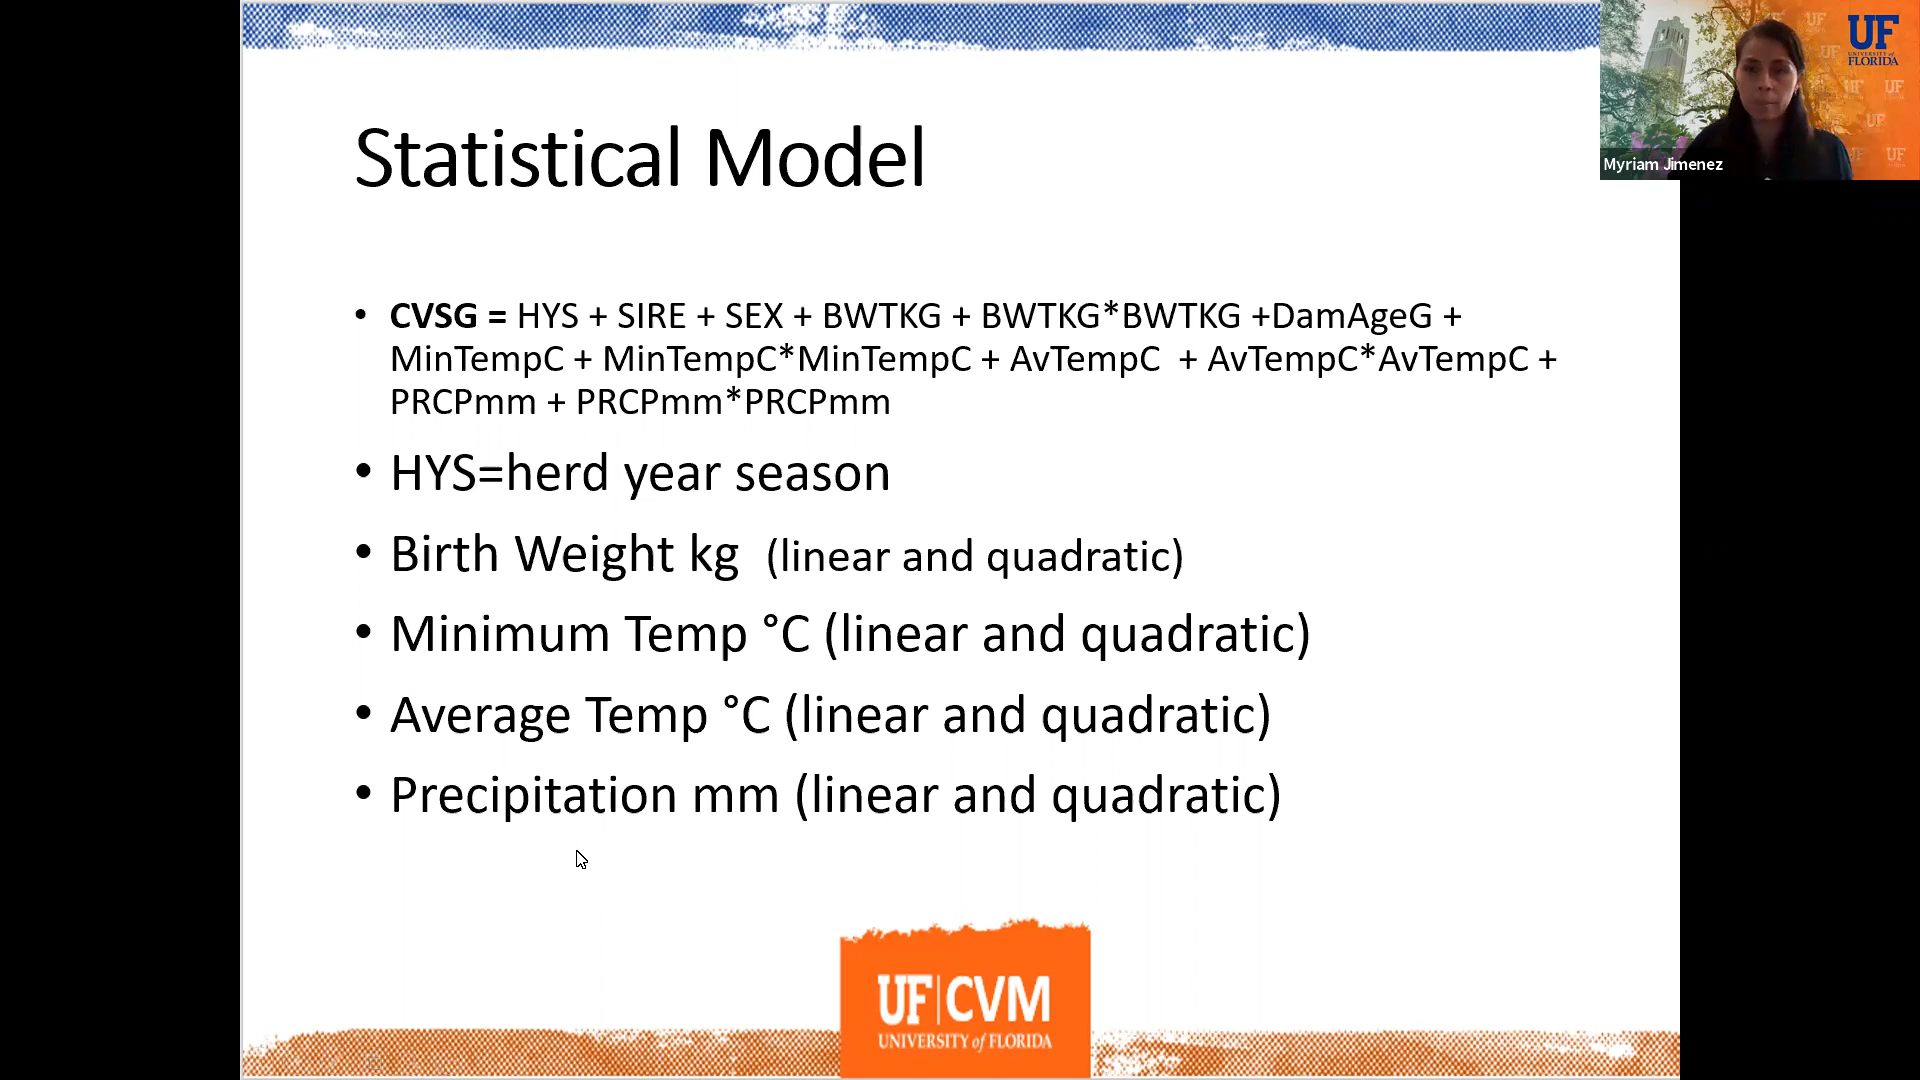 UF
UNIVERSITY of
FLORIDA
Myriam Jimenez
Statistical Model
• CVSG = HYS + SIRE + SEX + BWTKG + BWTKG*BWTKG +DamAgeG +
MinTempC + MinTempC*MinTempC + AvTempC + AvTempC*AvTempC +
PRCPmm + PRCPmm*PRCPmm
• HYS=herd year season
• Birth Weight kg (linear and quadratic)
• Minimum Temp °C (linear and quadratic)
• Average Temp °C (linear and quadratic)
• Precipitation mm (linear and quadratic)
UF|CVM
UNIVERSITY of FLORIDA